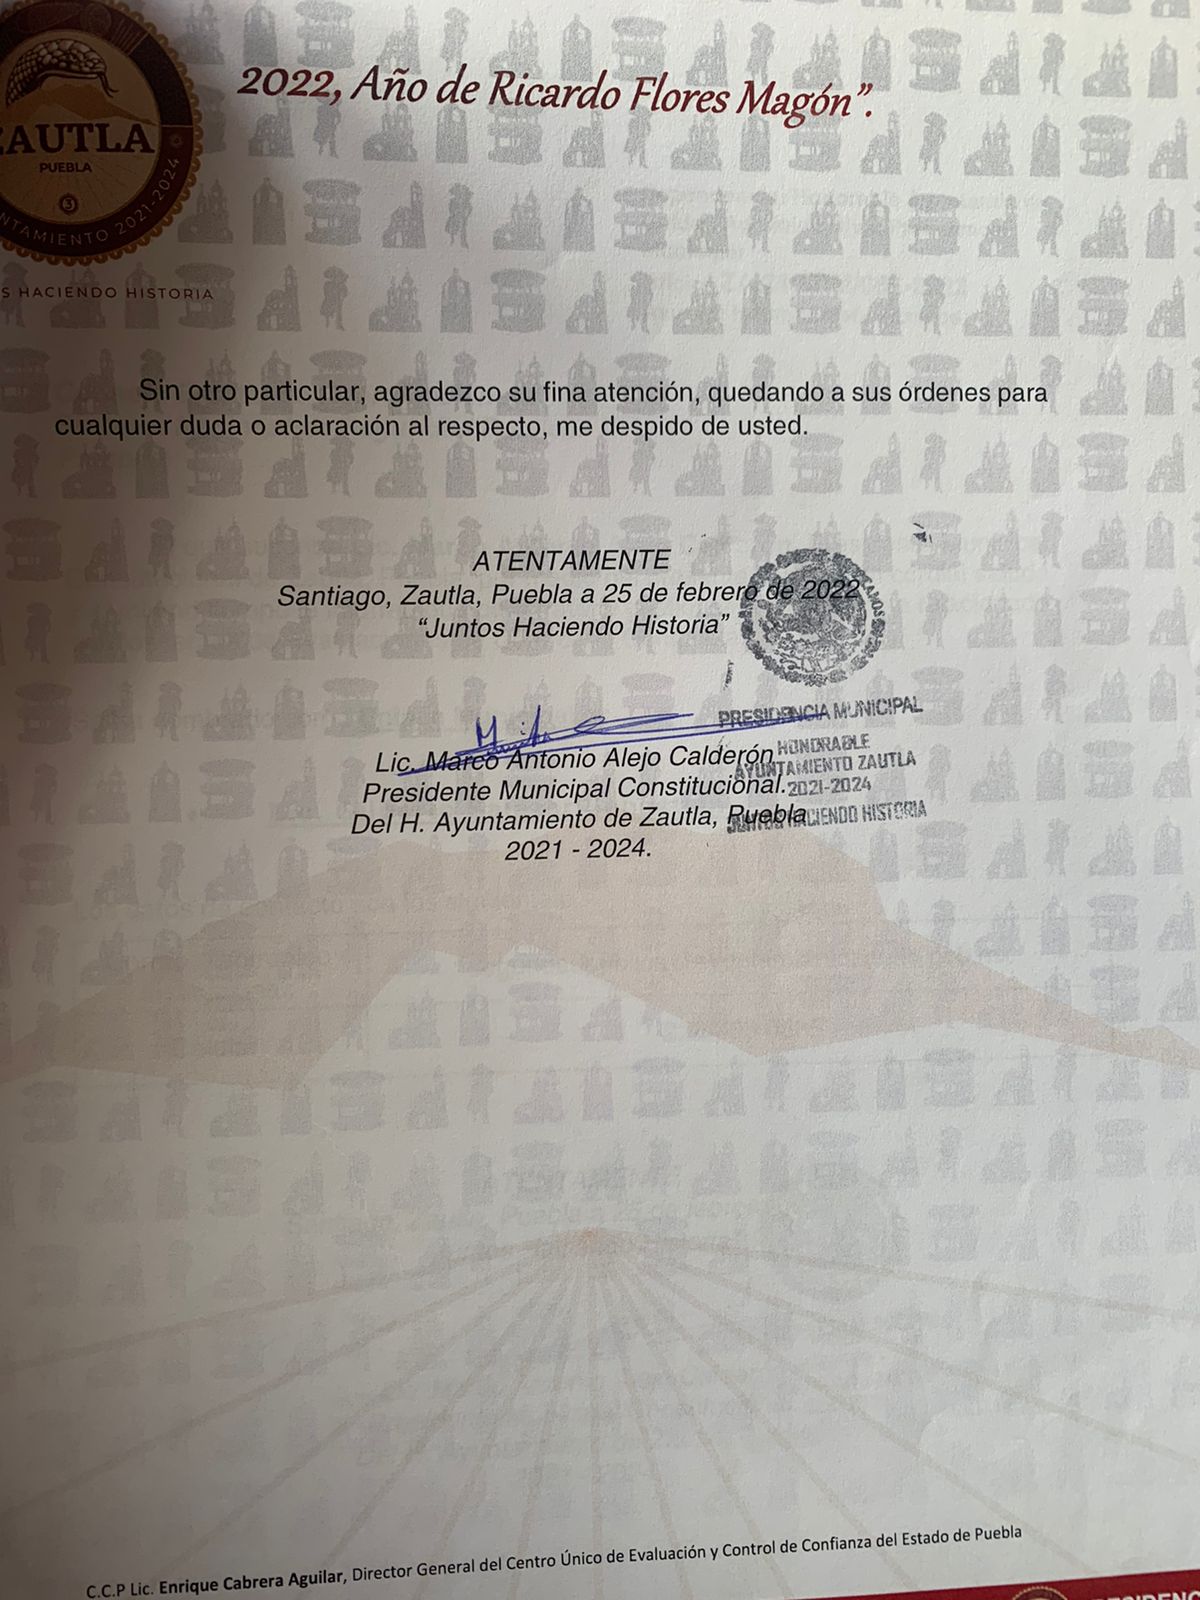 2022, Año de Ricardo Flores Magón”.
ZAUTLA
PUEBLA
3
NTAMIENTO 2021-2024
S HACIENDO HISTORIA
Sin otro particular, agradezco su fina atención, quedando a sus órdenes para
cualquier duda o aclaración al respecto, me despido de usted.
ATENTAMENTE
Santiago, Zautla, Puebla a 25 de febrero de 2022
“Juntos Haciendo Historia”
PRESIDENCIA MUNICIPAL
HONORABLE
AYUNTAMIENTO ZAUTLA
2021-2024
JUNTOS HACIENDO HISTORIA
Lic. Marco Antonio Alejo Calderón
Presidente Municipal Constitucional.
Del H. Ayuntamiento de Zautla, Puebla
2021 - 2024.
C.C.P Lic. Enrique Cabrera Aguilar, Director General del Centro Único de Evaluación y Control de Confianza del Estado de Puebla